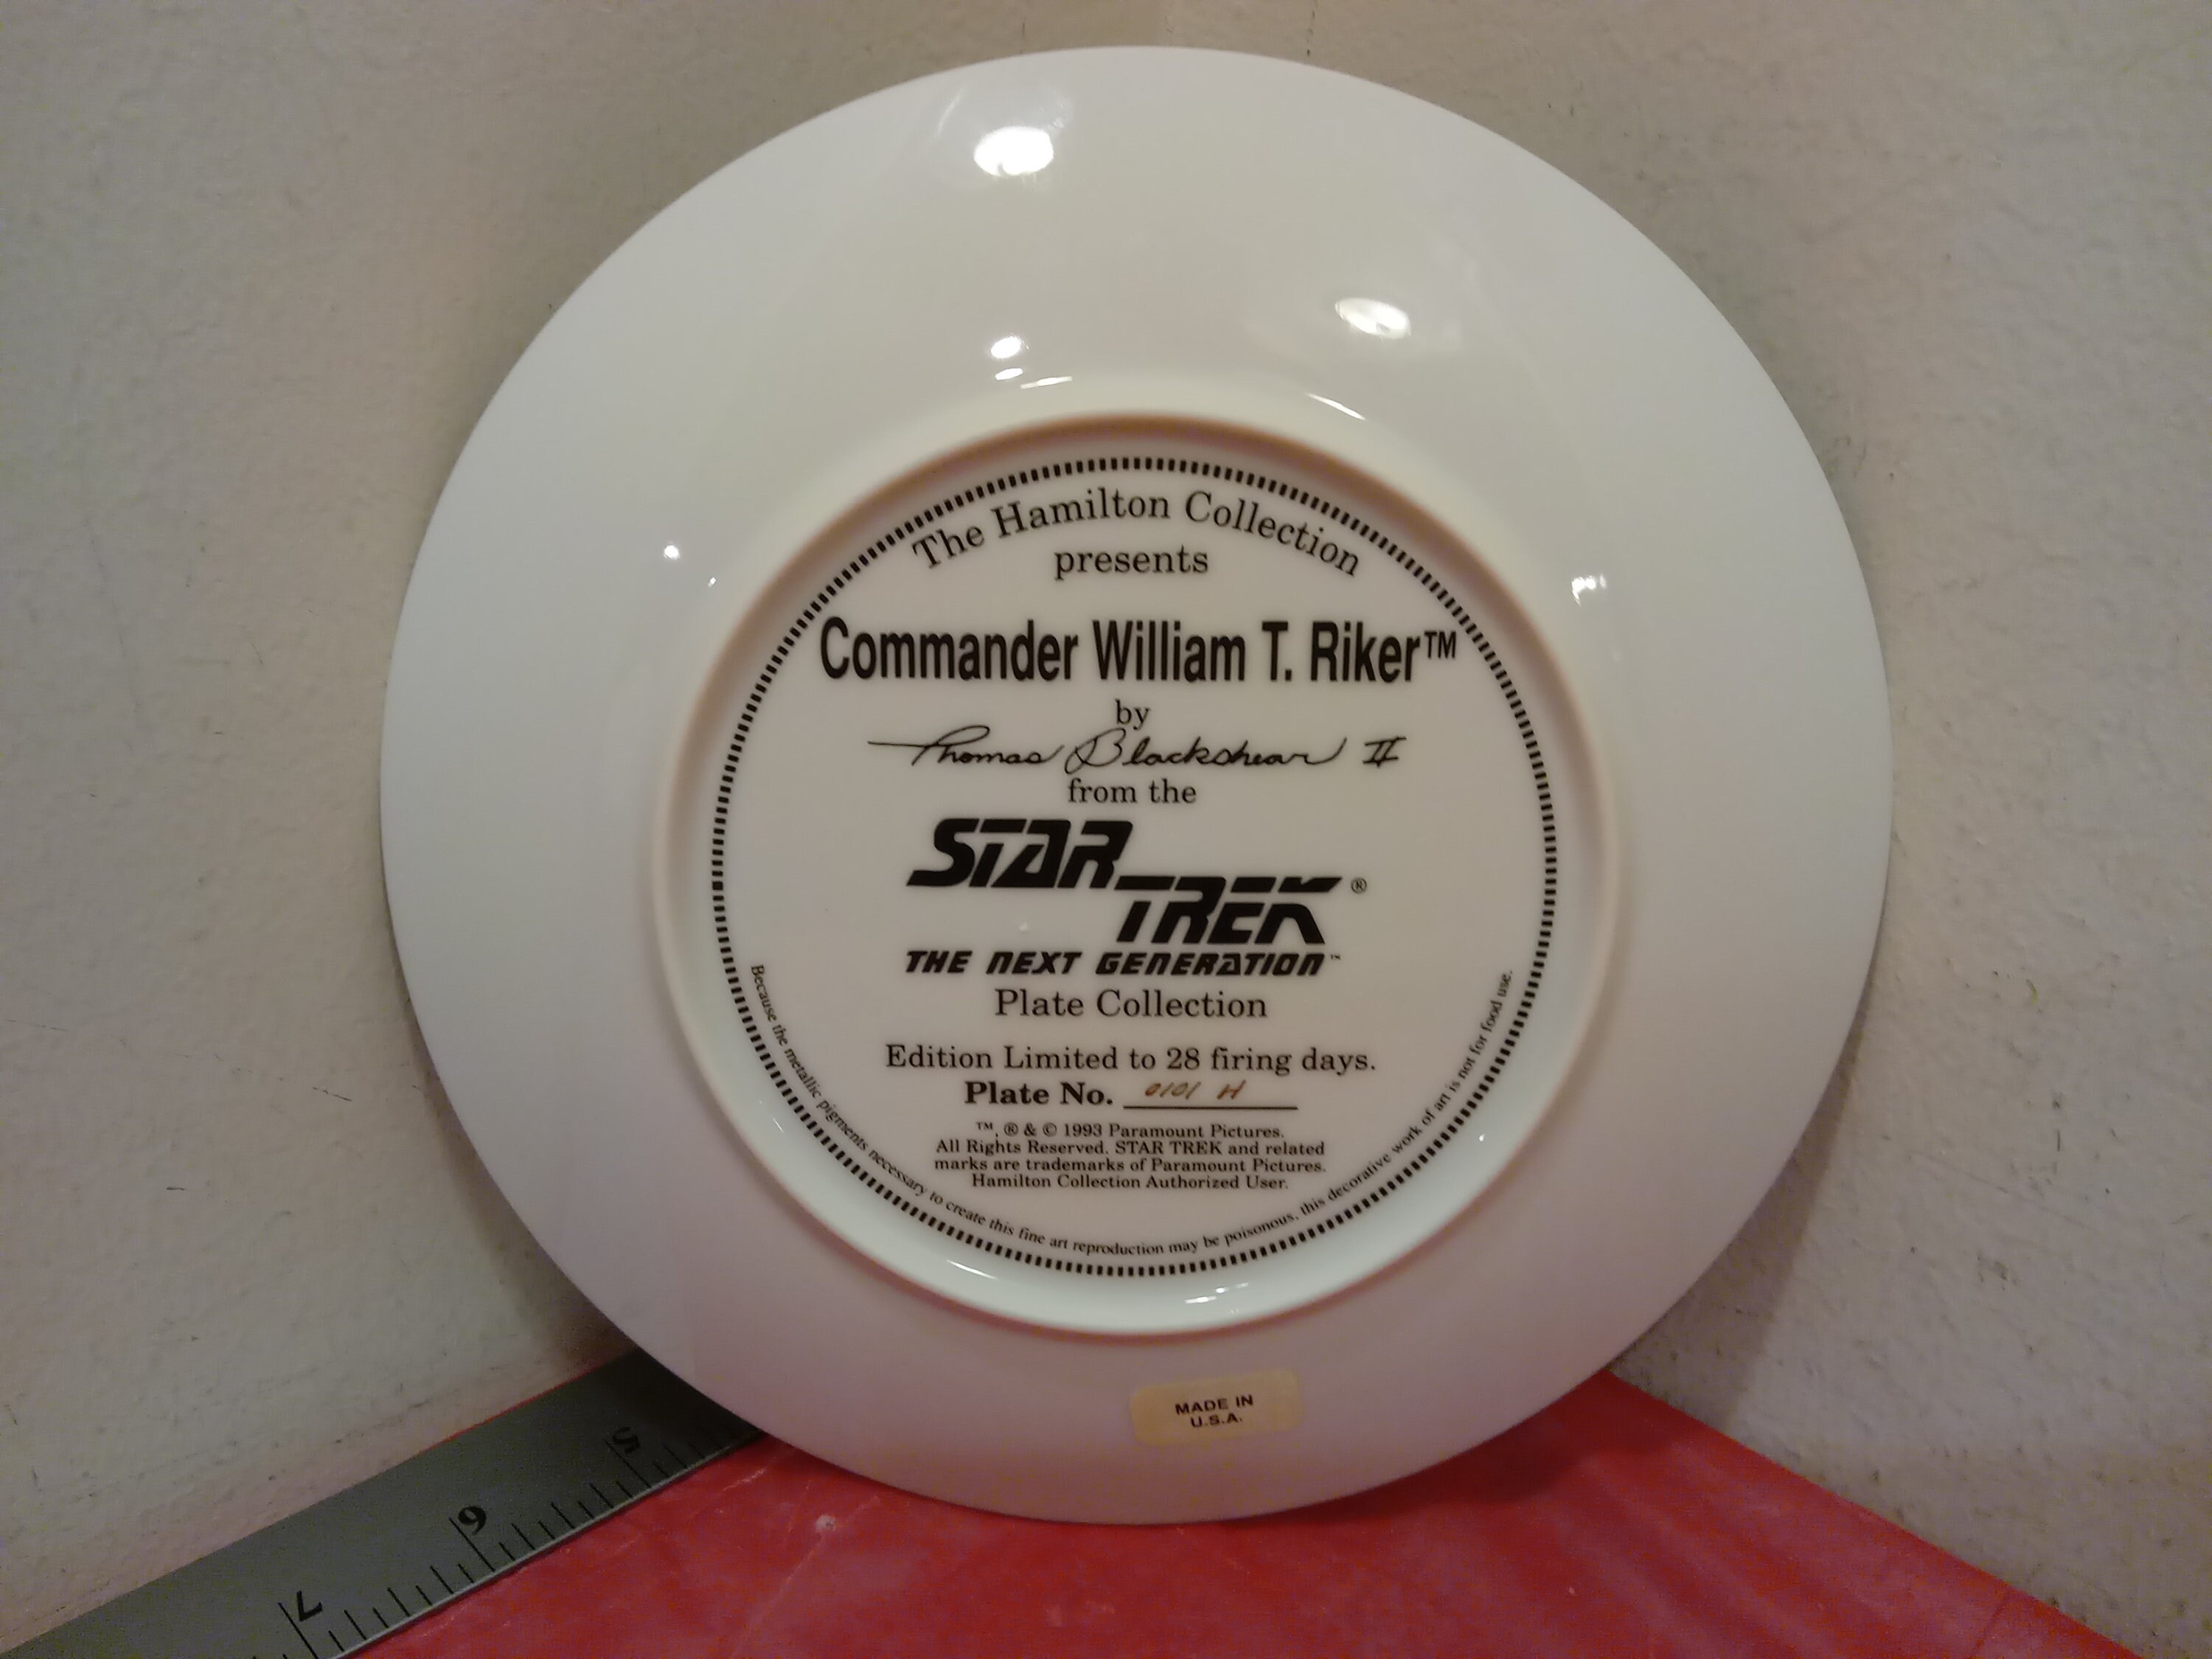 The Hamilton Collection
presents
Commander William T. Riker™
by
Thomas Blackshear II
from the
STAR
TREK®
THE NEXT GENERATION™
Plate Collection
Edition Limited to 28 firing days.
Plate No. 0101 H
™, ® & © 1993 Paramount Pictures.
All Rights Reserved. STAR TREK and related
marks are trademarks of Paramount Pictures.
Hamilton Collection Authorized User.
Because the metallic pigments necessary to create this fine art reproduction may be poisonous, this decorative work of art is not for food use.
MADE IN
U.S.A.
5
6
7